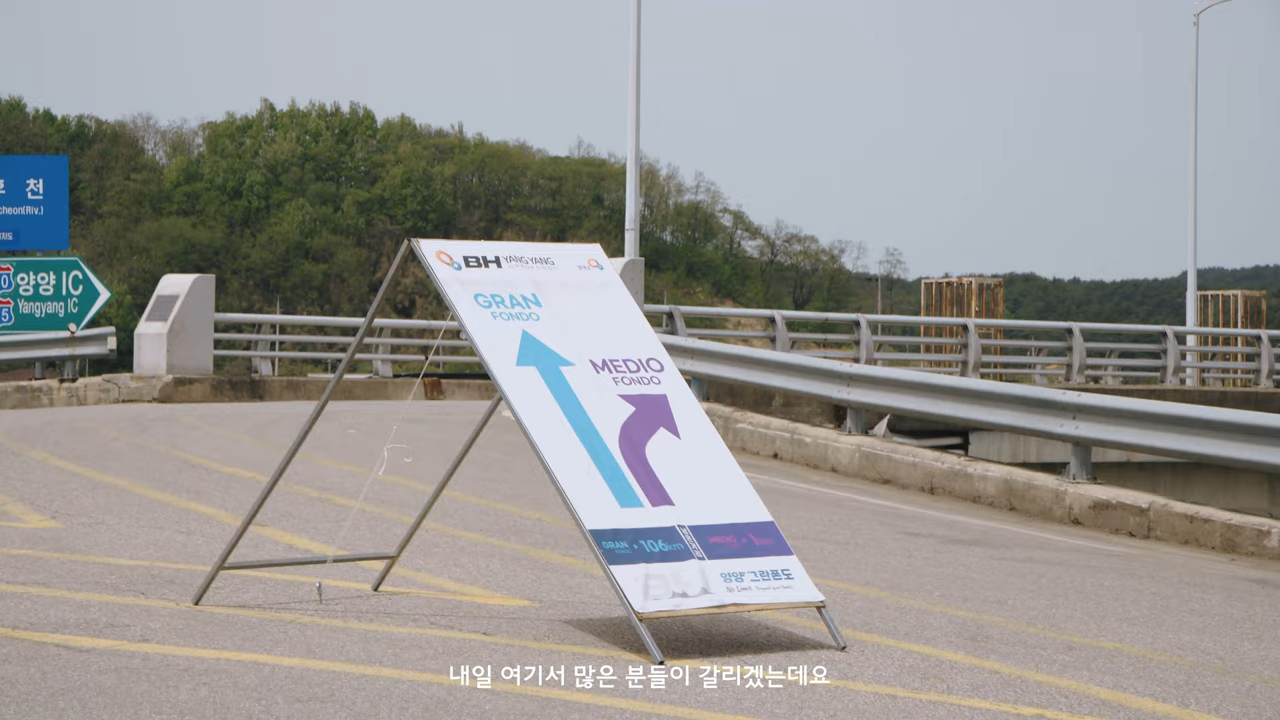 천
cheon(Riv.)
양양 IC
Yangyang IC
BH YANGYANG
GRAN
FONDO
MEDIO
FONDO
GRAN
106km
MEDIO
양양 그란폰도
No Limit
내일 여기서 많은 분들이 갈리겠는데요